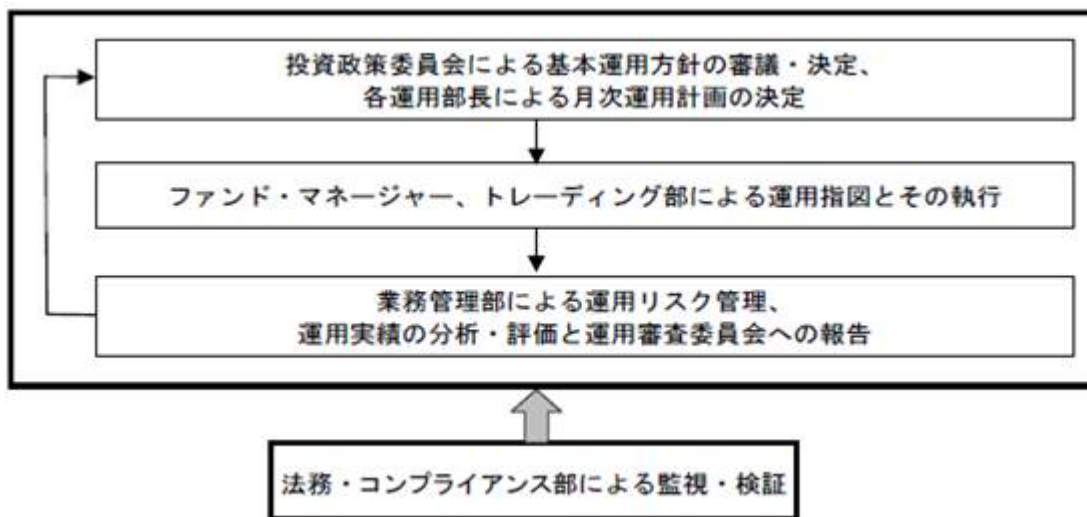 投資政策委員会による基本運用方針の審議・決定、
各運用部長による月次運用計画の決定
ファンド・マネージャー、トレーディング部による運用指図とその執行
業務管理部による運用リスク管理、
運用実績の分析・評価と運用審査委員会への報告
法務・コンプライアンス部による監視・検証